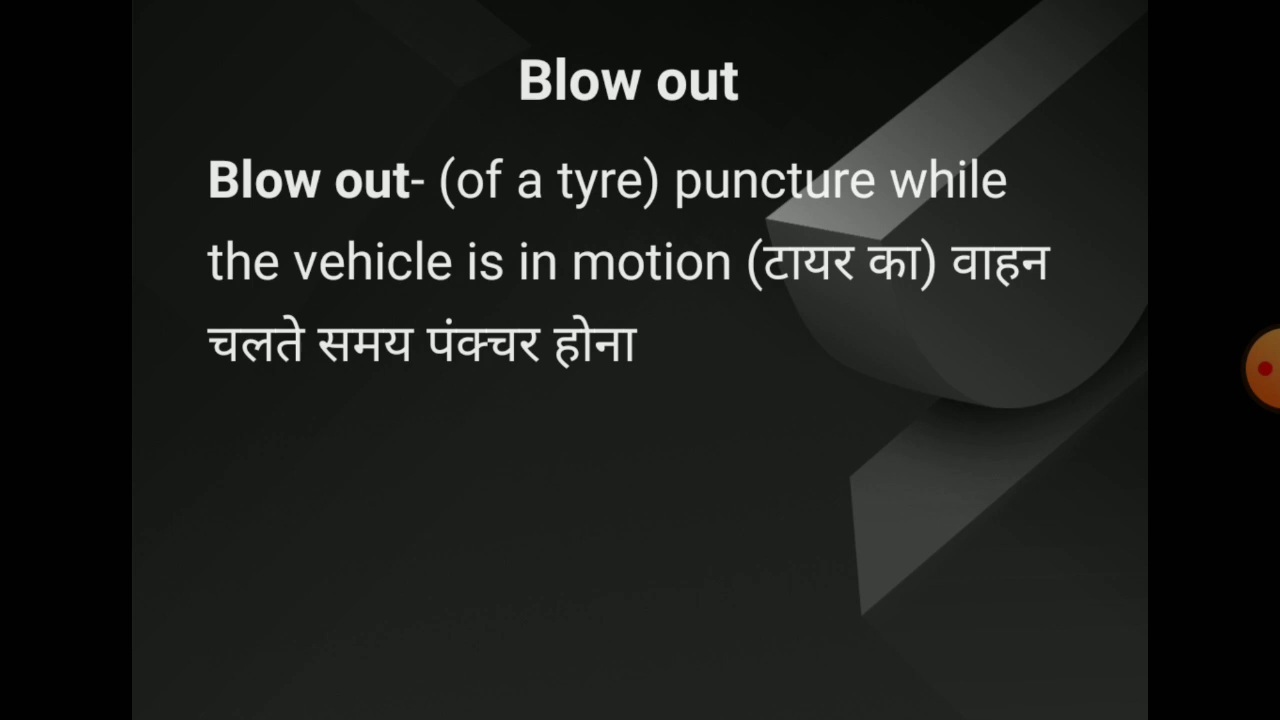 Blow out
Blow out- (of a tyre) puncture while
the vehicle is in motion (टायर का) वाहन
चलते समय पंक्चर होना